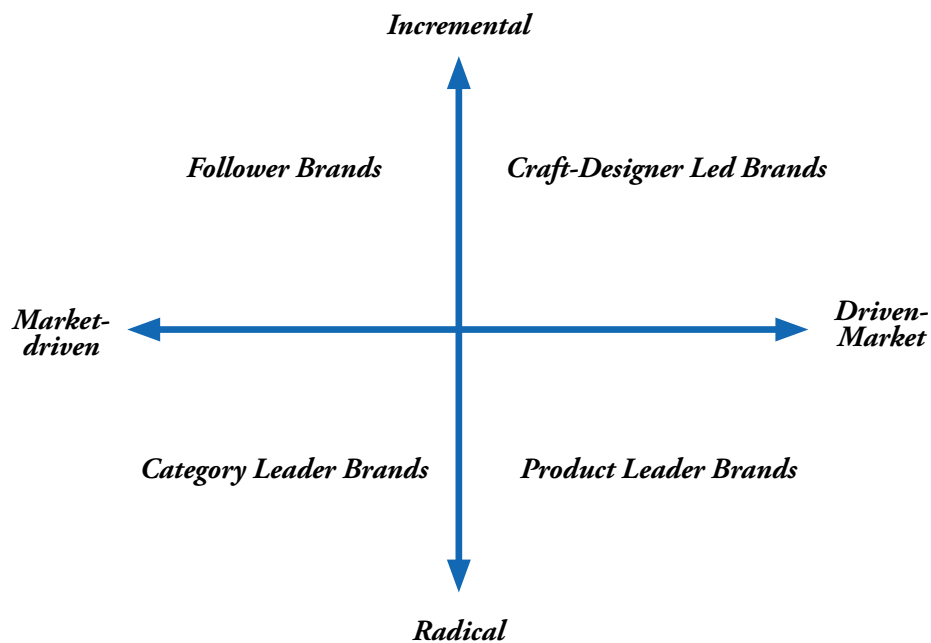 Incremental
Follower Brands
Craft-Designer Led Brands
Market-
driven
Driven-
Market
Category Leader Brands
Product Leader Brands
Radical